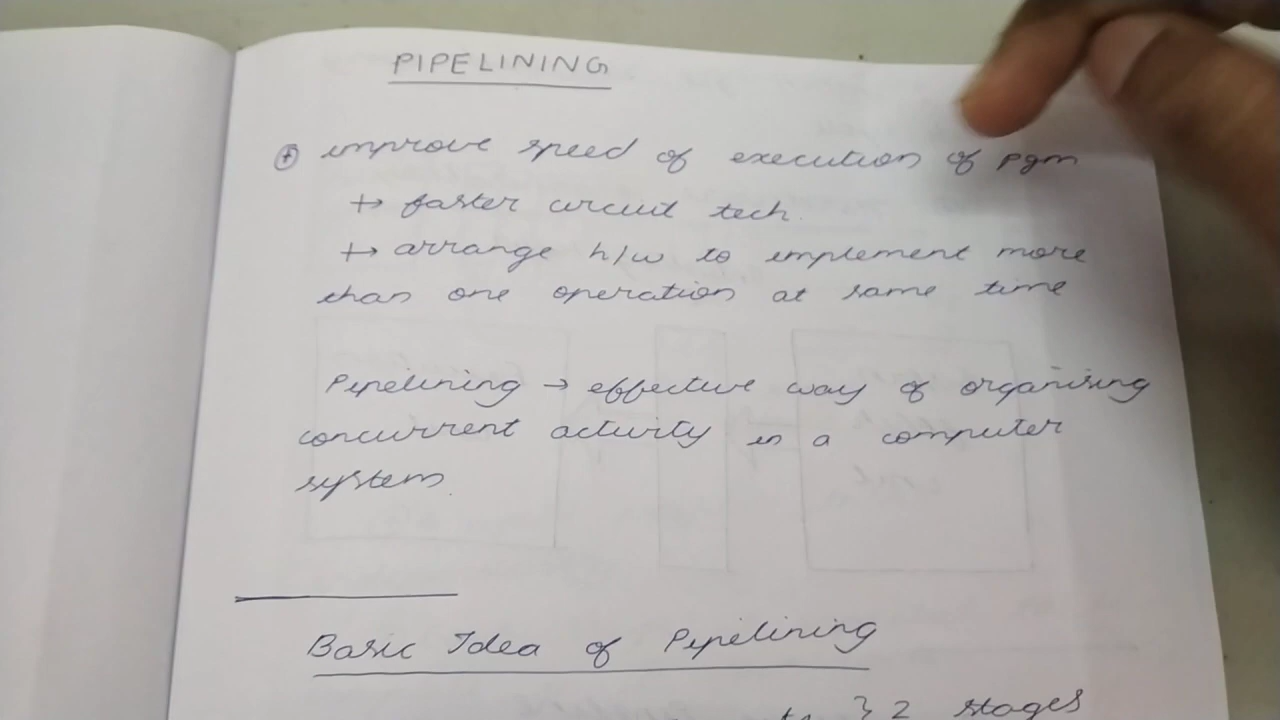 PIPELINING
⊕ improve speed of execution of pgm
↦ faster circuit tech.
↦ arrange h/w to implement more
than one operation at same time
Pipelining → effective way of organising
concurrent activity in a computer
system.
Basic Idea of Pipelining
} 2 stages